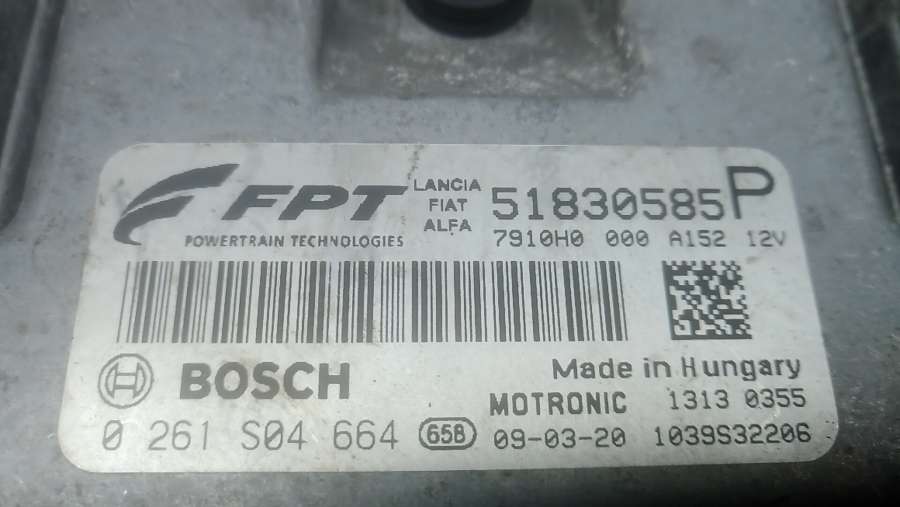 FPT
POWERTRAIN TECHNOLOGIES
LANCIA
FIAT
ALFA
51830585P
7910H0 000 A152 12V
BOSCH
Made in Hungary
MOTRONIC 1313 0355
0 261 S04 664 65B 09-03-20 1039S32206